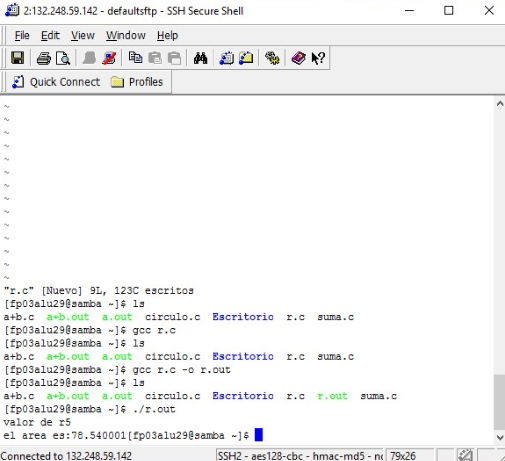 2:132.248.59.142 - defaultsftp - SSH Secure Shell
File Edit View Window Help
Quick Connect Profiles
~
~
~
~
~
~
~
~
~
~
~
~
~
~
"r.c" [Nuevo] 9L, 123C escritos
[fp03alu29@samba ~]$ ls
a+b.c a+b.out a.out circulo.c Escritorio r.c suma.c
[fp03alu29@samba ~]$ gcc r.c
[fp03alu29@samba ~]$ ls
a+b.c a+b.out a.out circulo.c Escritorio r.c suma.c
[fp03alu29@samba ~]$ gcc r.c -o r.out
[fp03alu29@samba ~]$ ls
a+b.c a+b.out a.out circulo.c Escritorio r.c r.out suma.c
[fp03alu29@samba ~]$ ./r.out
valor de r5
el area es:78.540001[fp03alu29@samba ~]$
Connected to 132.248.59.142 SSH2 - aes128-cbc - hmac-md5 - 79x26